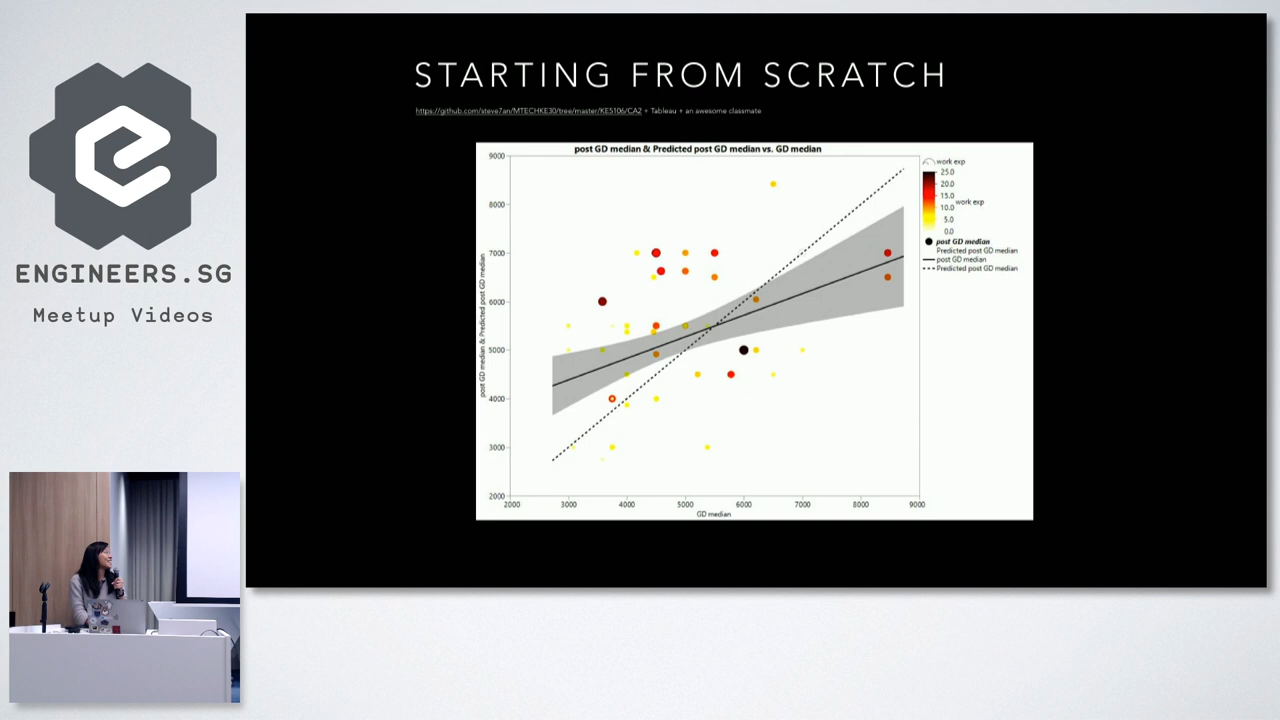 ENGINEERS.SG
Meetup Videos
STARTING FROM SCRATCH
https://github.com/steve7an/MTECHKE30/tree/master/KE5106/CA2 + Tableau + an awesome classmate
post GD median & Predicted post GD median vs. GD median
post GD median & Predicted post GD median
9000
8000
7000
6000
5000
4000
3000
2000
2000 3000 4000 5000 6000 7000 8000 9000
GD median
work exp
25.0
20.0
15.0
10.0
5.0
0.0
work exp
post GD median
Predicted post GD median
post GD median
Predicted post GD median